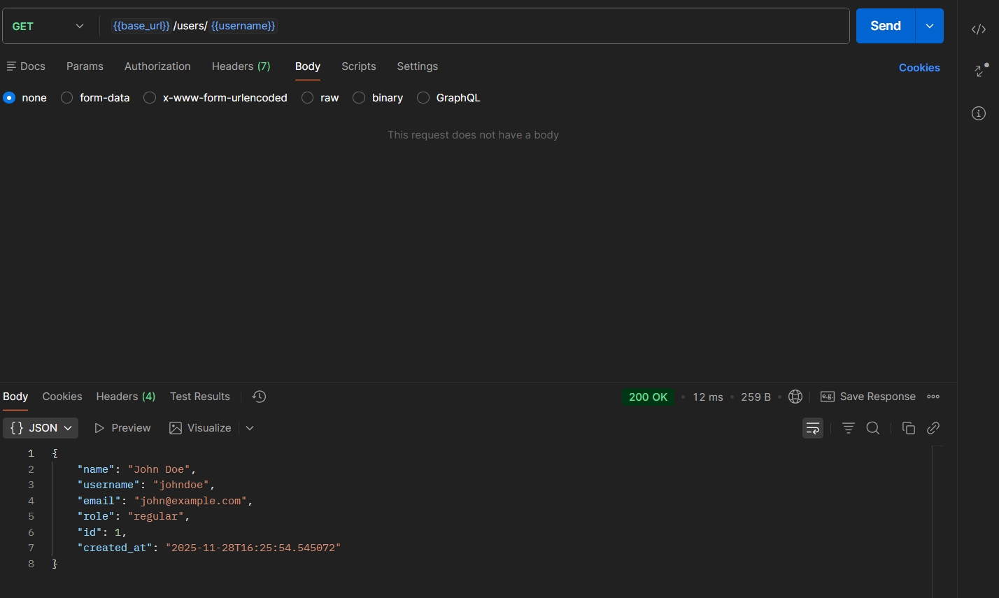 GET {{base_url}}/users/{{username}} Send
Docs Params Authorization Headers (7) Body Scripts Settings Cookies
none form-data x-www-form-urlencoded raw binary GraphQL
This request does not have a body
Body Cookies Headers (4) Test Results 200 OK 12 ms 259 B e.g. Save Response
{} JSON Preview Visualize
1 {
2 "name": "John Doe",
3 "username": "johndoe",
4 "email": "john@example.com",
5 "role": "regular",
6 "id": 1,
7 "created_at": "2025-11-28T16:25:54.545072"
8 }